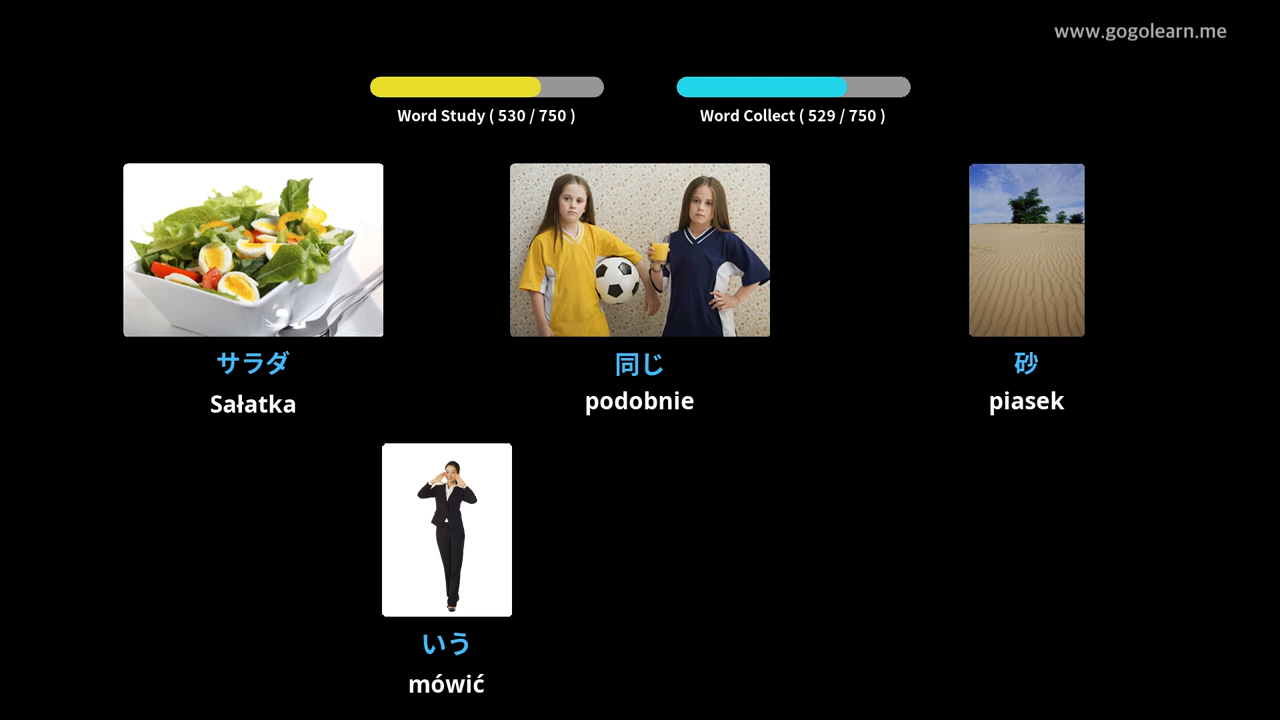 www.gogolearn.me
Word Study ( 530 / 750 )
Word Collect ( 529 / 750 )
サラダ
Sałatka
同じ
podobnie
砂
piasek
いう
mówić